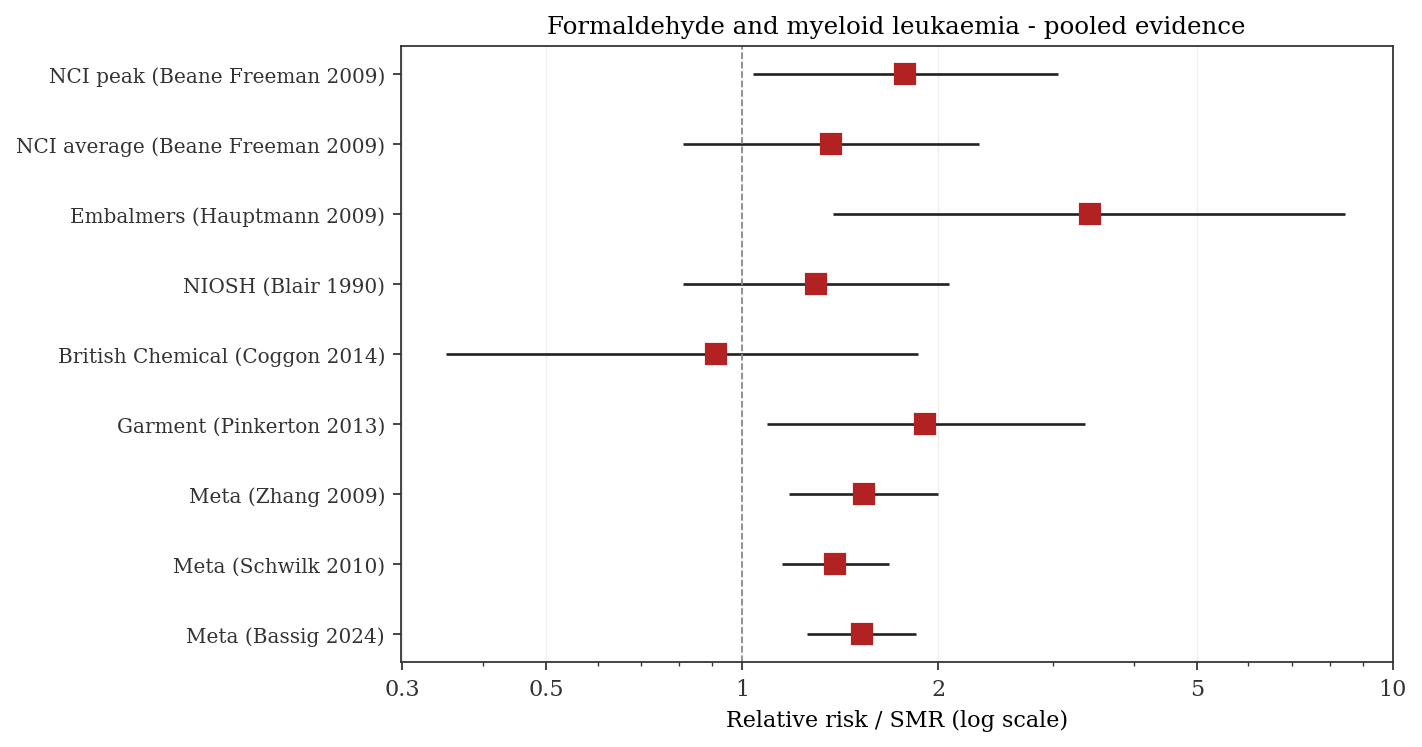 Formaldehyde and myeloid leukaemia - pooled evidence
NCI peak (Beane Freeman 2009)
NCI average (Beane Freeman 2009)
Embalmers (Hauptmann 2009)
NIOSH (Blair 1990)
British Chemical (Coggon 2014)
Garment (Pinkerton 2013)
Meta (Zhang 2009)
Meta (Schwilk 2010)
Meta (Bassig 2024)
0.3 0.5 1 2 5 10
Relative risk / SMR (log scale)